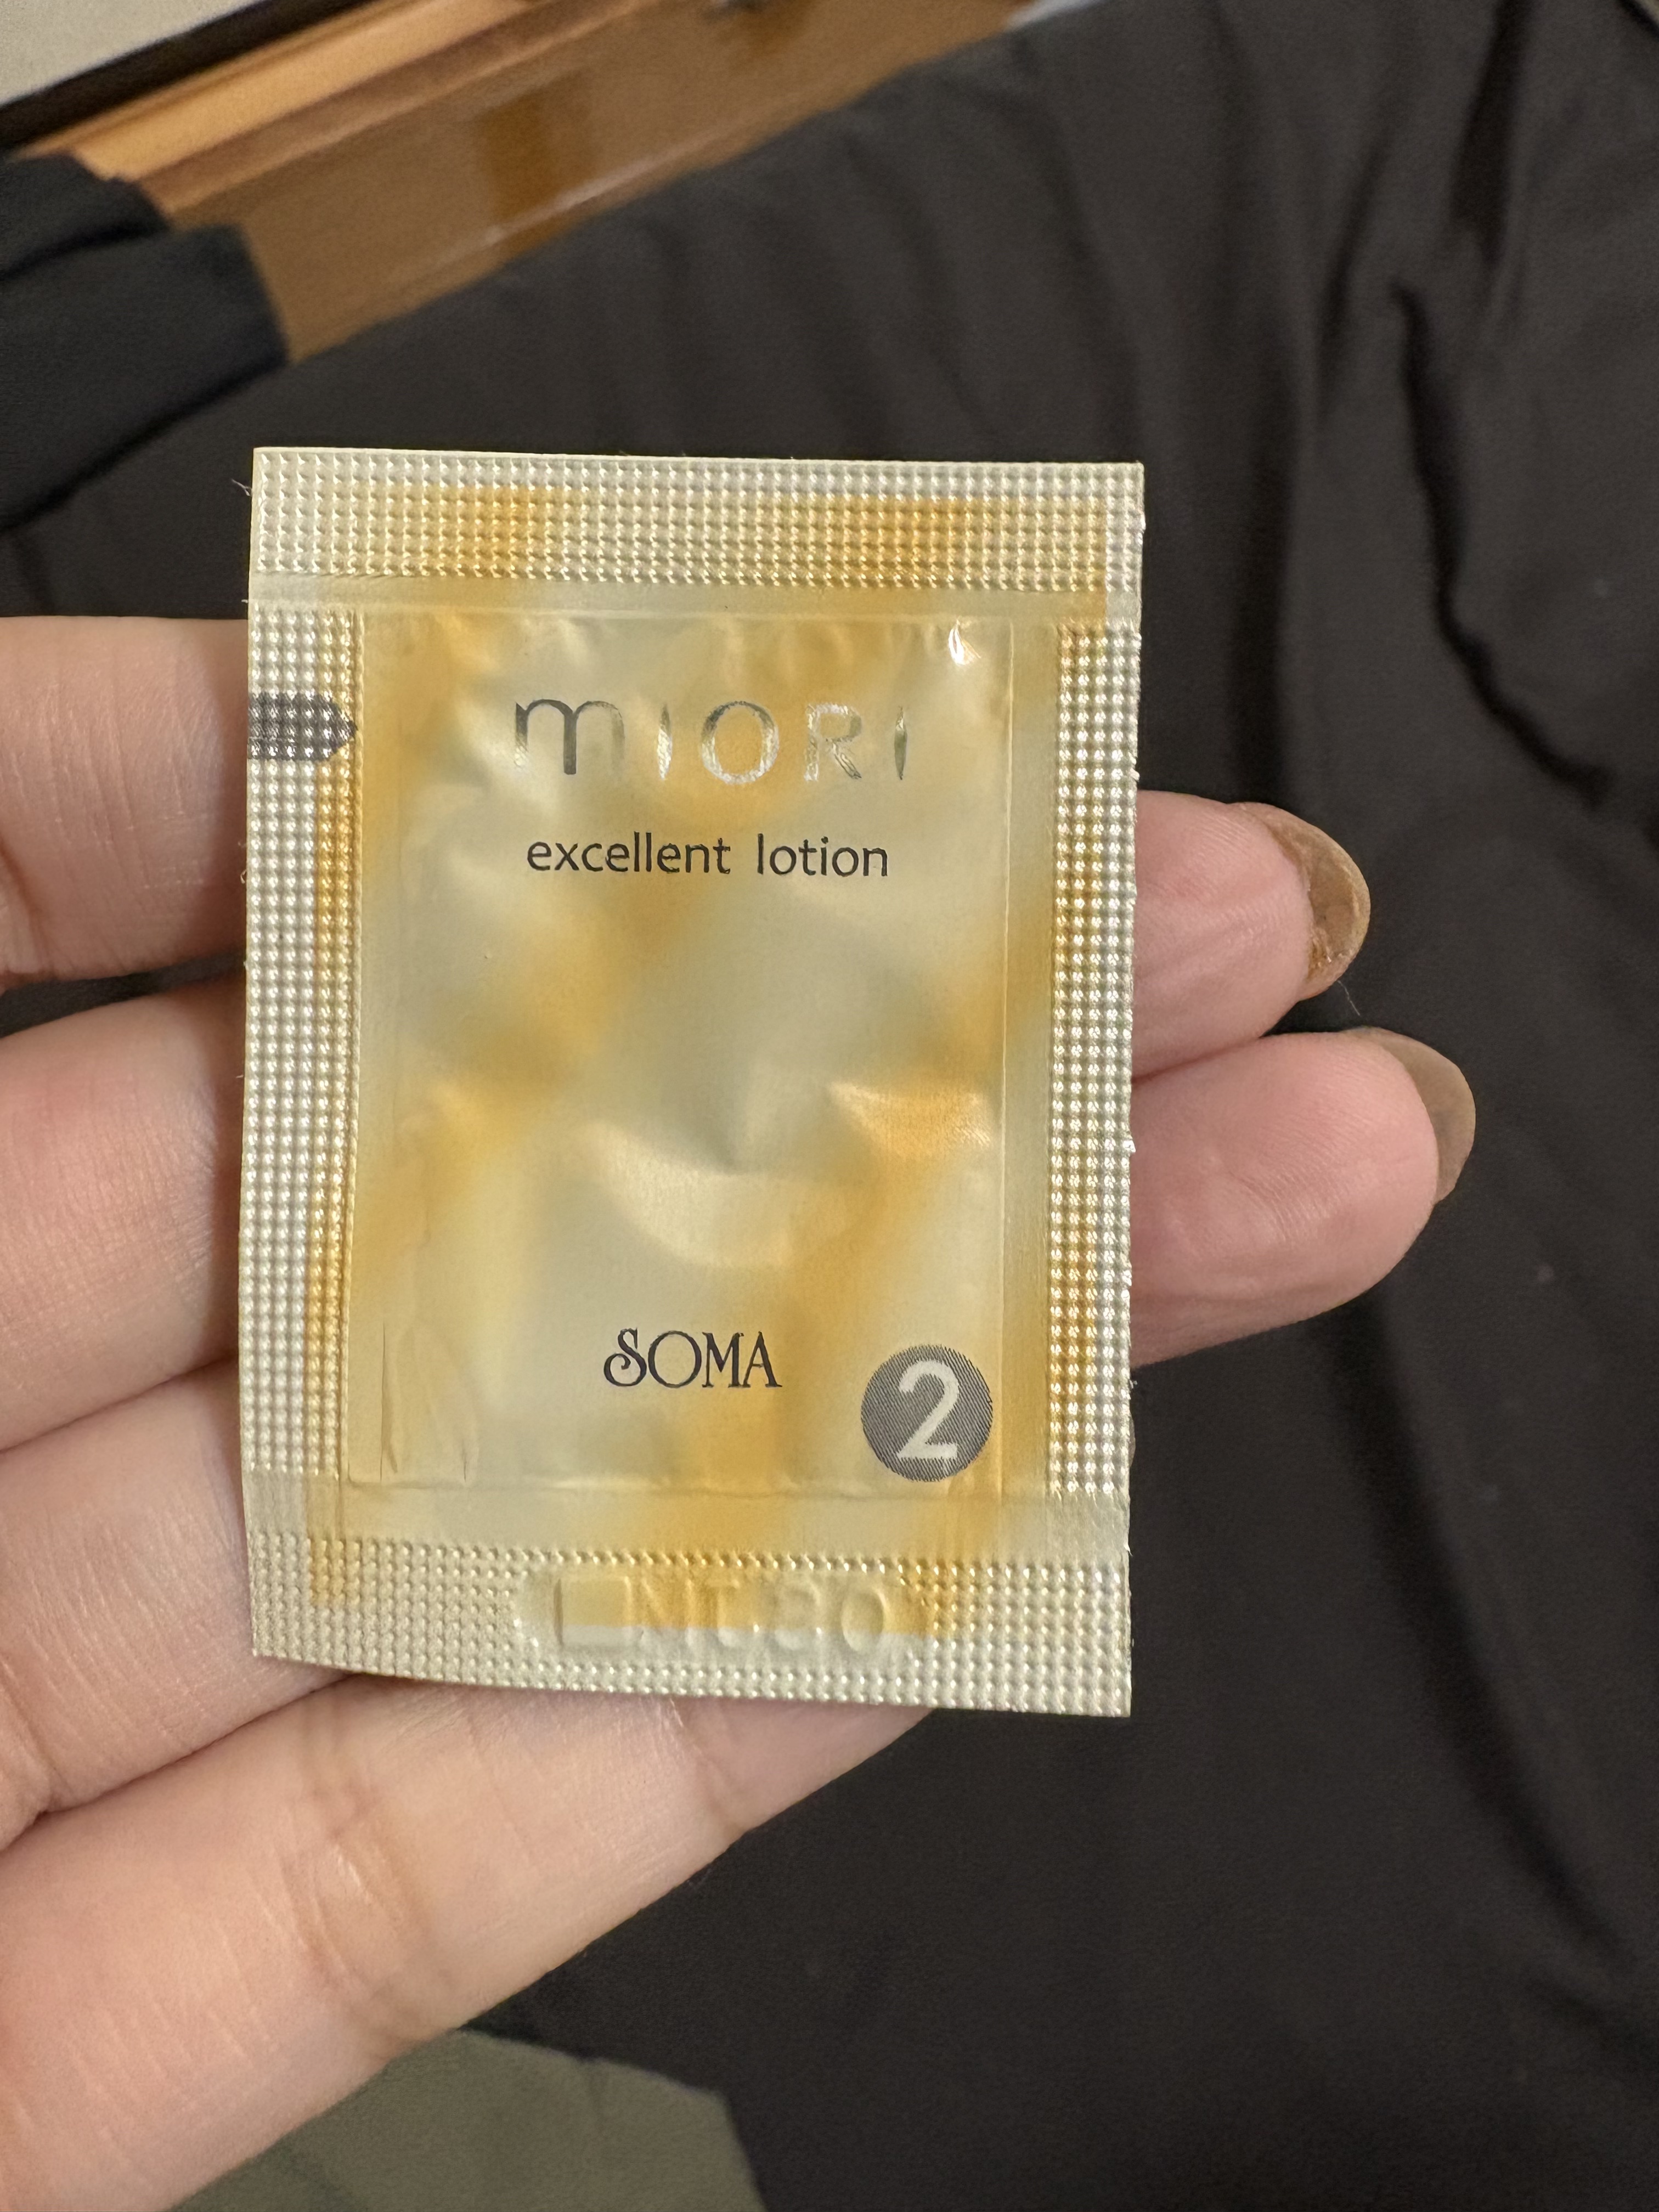 mIORI
excellent lotion
SOMA
2